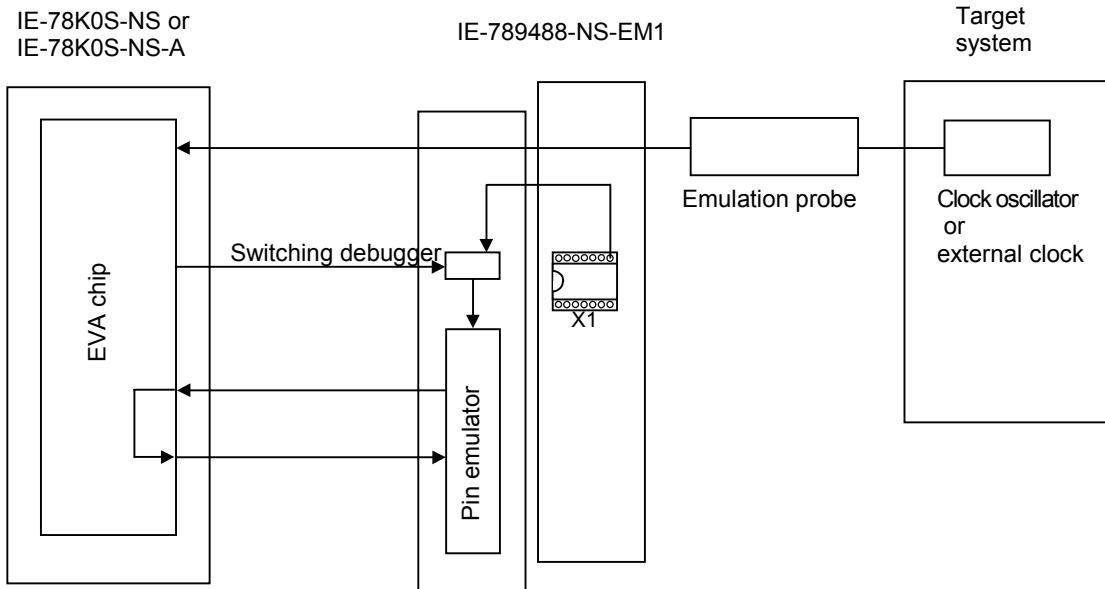 IE-78K0S-NS or
IE-78K0S-NS-A
IE-789488-NS-EM1
Target
system
Emulation probe
Clock oscillator
or
external clock
Switching debugger
EVA chip
X1
Pin emulator